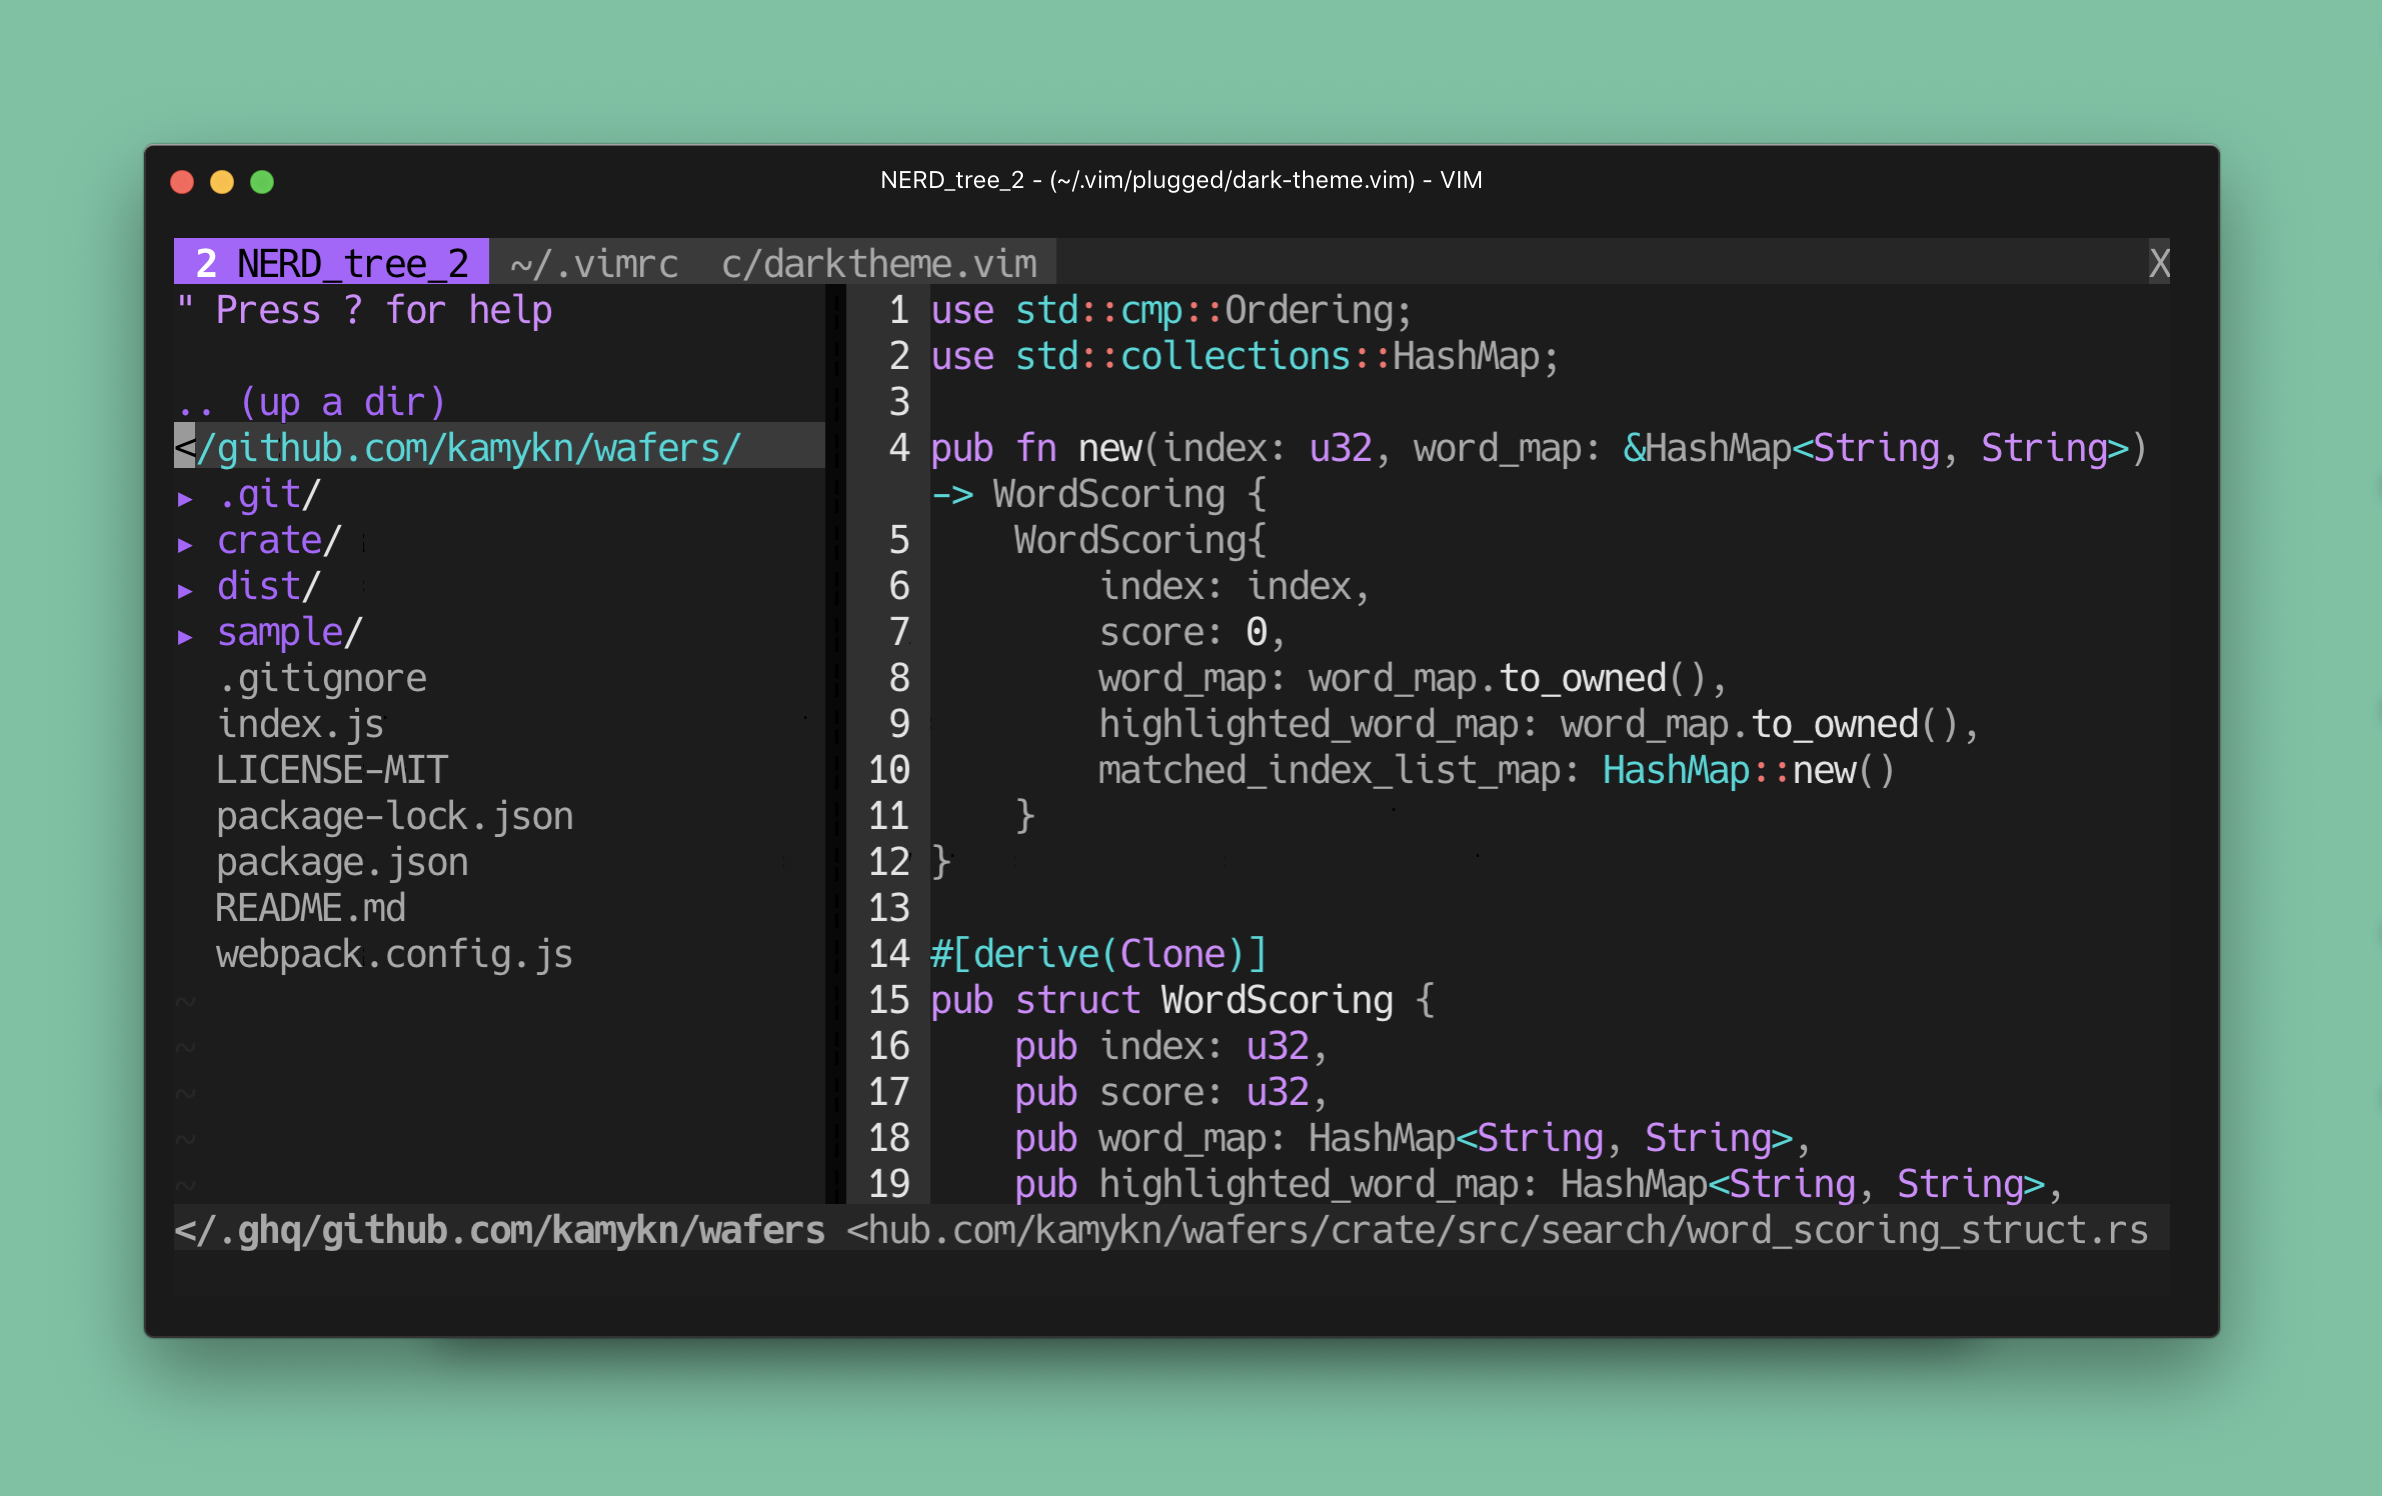 NERD_tree_2 - (~/.vim/plugged/dark-theme.vim) - VIM
2 NERD_tree_2 ~/.vimrc c/darktheme.vim X
" Press ? for help
.. (up a dir)
</github.com/kamykn/wafers/
▸ .git/
▸ crate/
▸ dist/
▸ sample/
.gitignore
index.js
LICENSE-MIT
package-lock.json
package.json
README.md
webpack.config.js
~
~
~
~
~
1 use std::cmp::Ordering;
2 use std::collections::HashMap;
3
4 pub fn new(index: u32, word_map: &HashMap<String, String>)
-> WordScoring {
5     WordScoring{
6         index: index,
7         score: 0,
8         word_map: word_map.to_owned(),
9         highlighted_word_map: word_map.to_owned(),
10         matched_index_list_map: HashMap::new()
11     }
12 }
13
14 #[derive(Clone)]
15 pub struct WordScoring {
16     pub index: u32,
17     pub score: u32,
18     pub word_map: HashMap<String, String>,
19     pub highlighted_word_map: HashMap<String, String>,
</.ghq/github.com/kamykn/wafers <hub.com/kamykn/wafers/crate/src/search/word_scoring_struct.rs